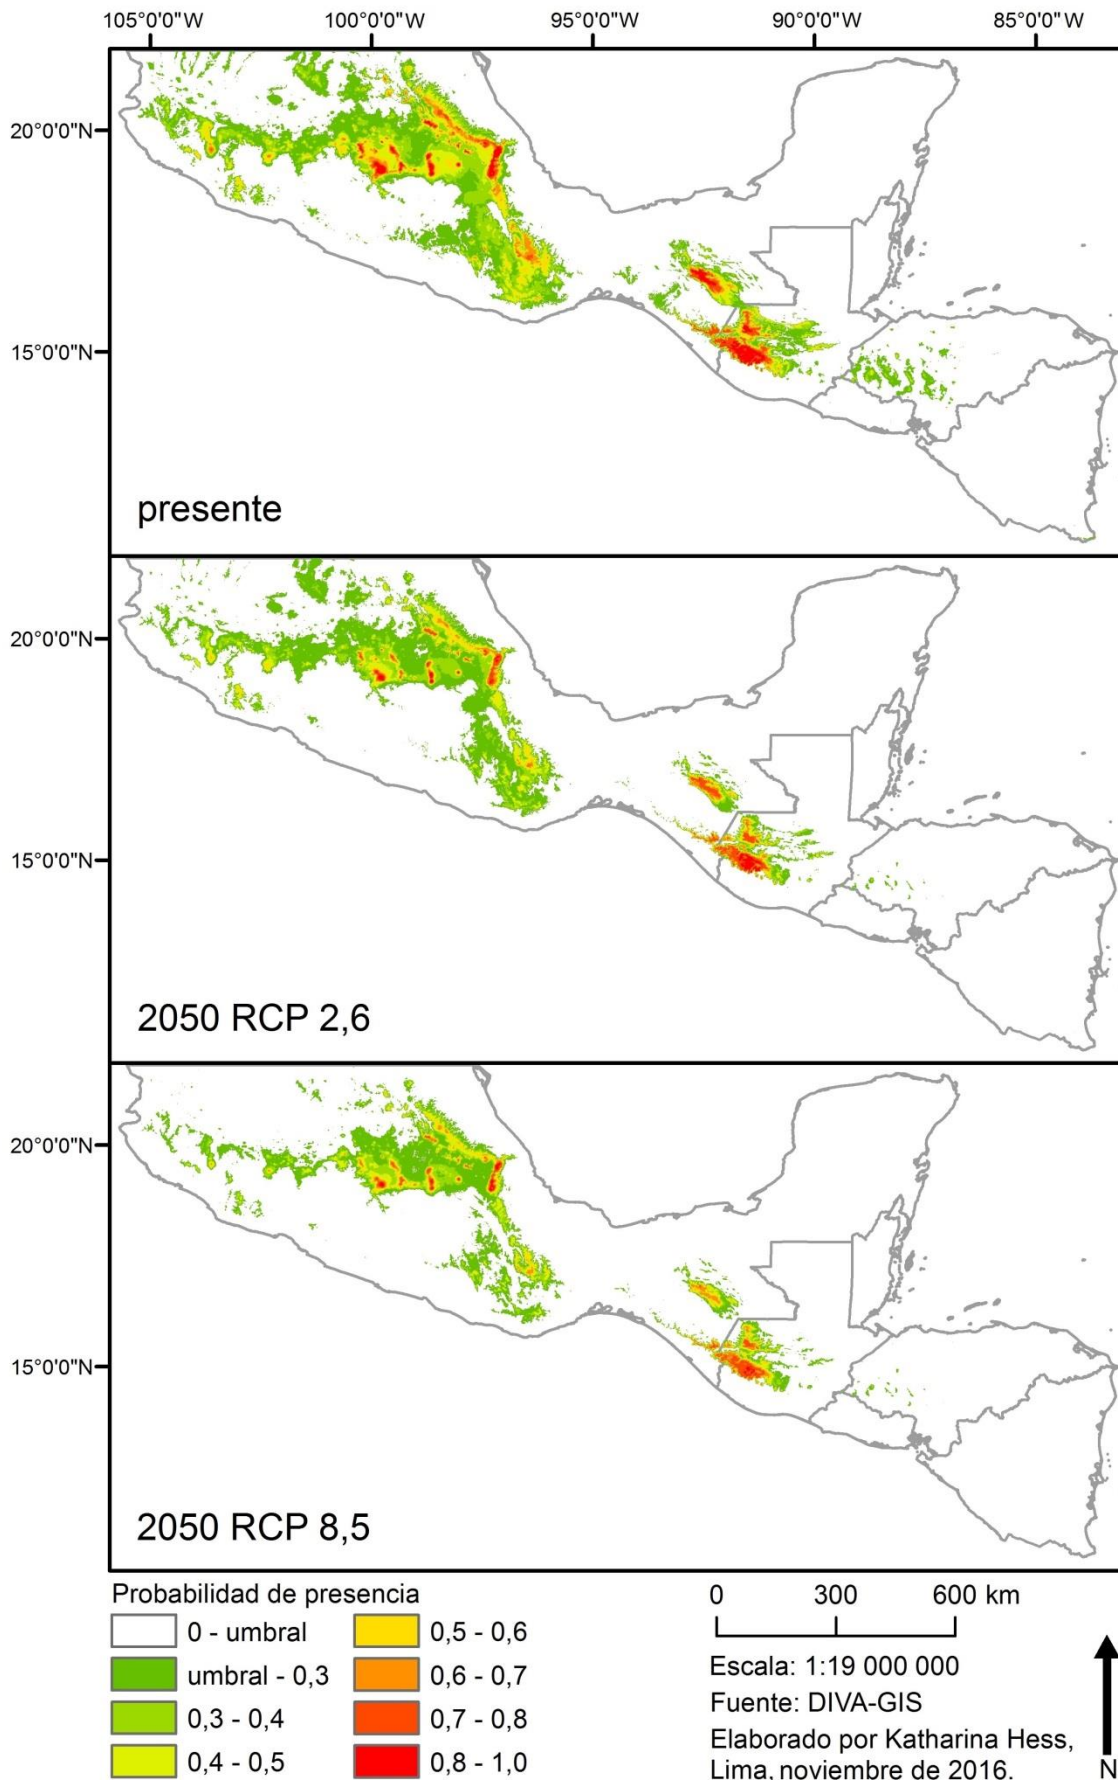 105°0'0"W 100°0'0"W 95°0'0"W 90°0'0"W 85°0'0"W
20°0'0"N
15°0'0"N
presente
20°0'0"N
15°0'0"N
2050 RCP 2,6
20°0'0"N
15°0'0"N
2050 RCP 8,5
Probabilidad de presencia
0 - umbral
umbral - 0,3
0,3 - 0,4
0,4 - 0,5
0,5 - 0,6
0,6 - 0,7
0,7 - 0,8
0,8 - 1,0
0 300 600 km
Escala: 1:19 000 000
Fuente: DIVA-GIS
Elaborado por Katharina Hess,
Lima, noviembre de 2016.
N